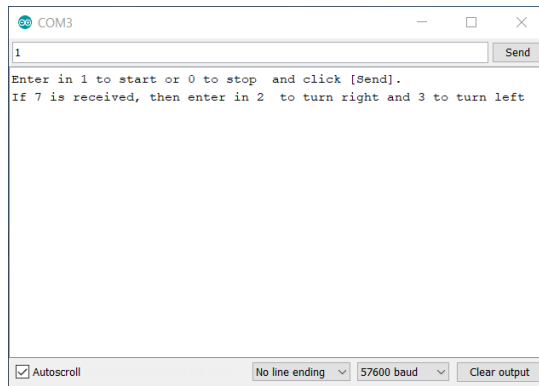 COM3
1
Send
Enter in 1 to start or 0 to stop  and click [Send].
If 7 is received, then enter in 2  to turn right and 3 to turn left
Autoscroll
No line ending
57600 baud
Clear output